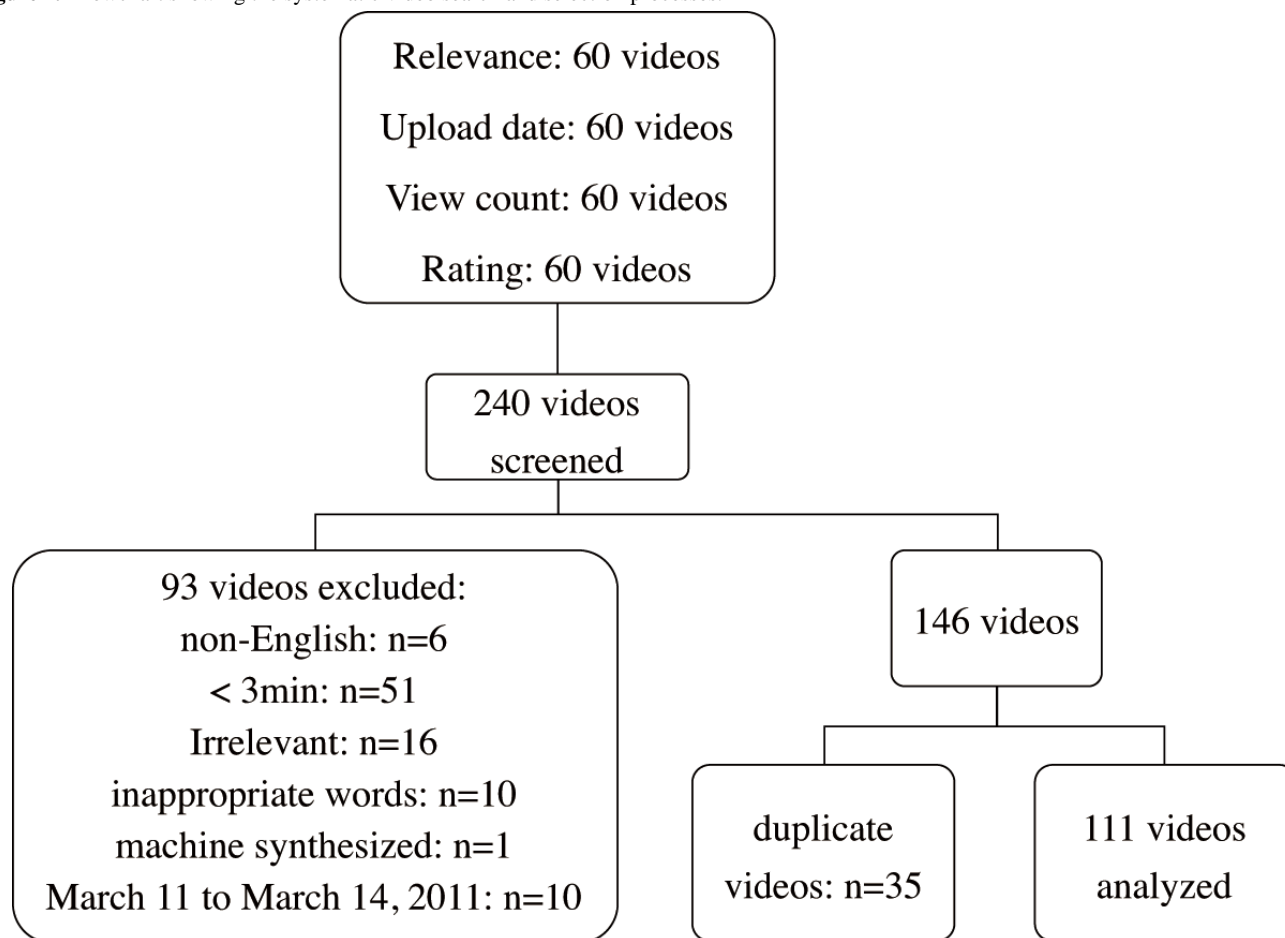 Relevance: 60 videos
Upload date: 60 videos
View count: 60 videos
Rating: 60 videos
240 videos
screened
93 videos excluded:
non-English: n=6
< 3min: n=51
Irrelevant: n=16
inappropriate words: n=10
machine synthesized: n=1
March 11 to March 14, 2011: n=10
146 videos
duplicate
videos: n=35
111 videos
analyzed